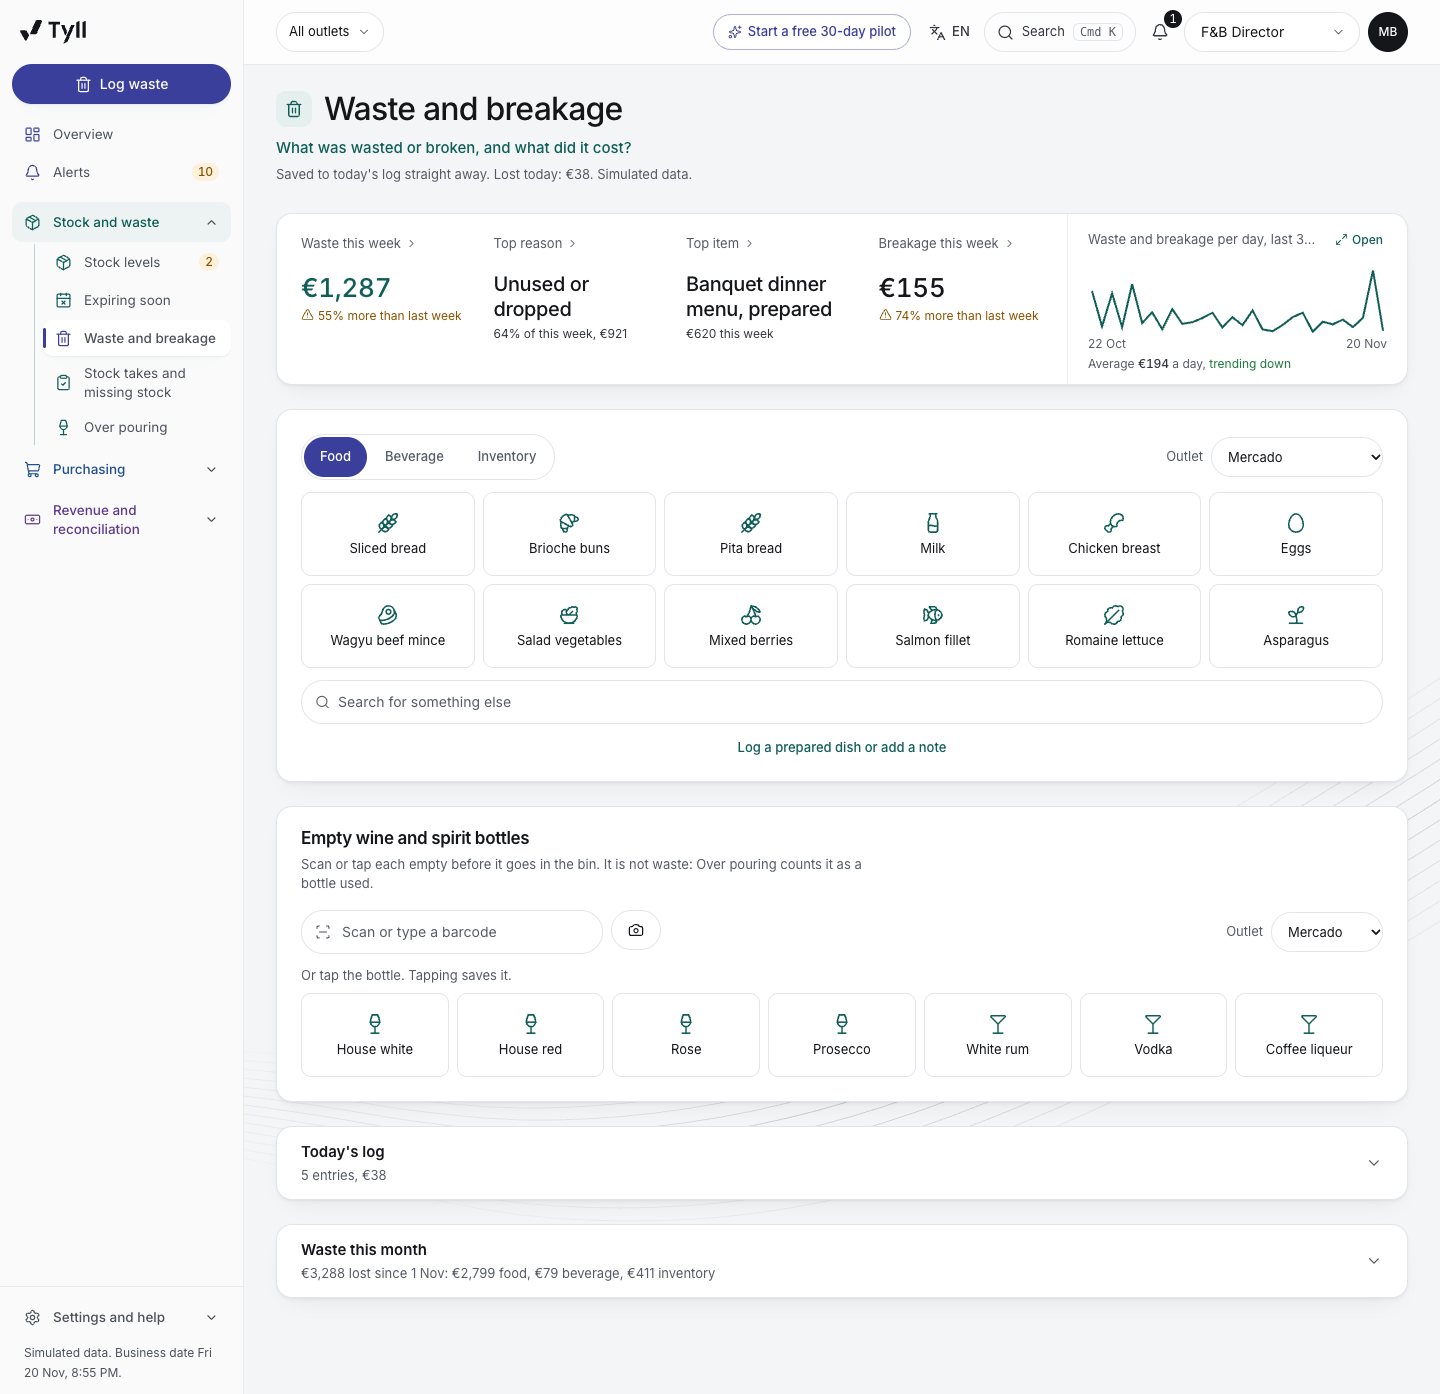 Tyll
Log waste
Overview
Alerts
10
Stock and waste
Stock levels
2
Expiring soon
Waste and breakage
Stock takes and
missing stock
Over pouring
Purchasing
Revenue and
reconciliation
Settings and help
Simulated data. Business date Fri
20 Nov, 8:55 PM.
All outlets
Start a free 30-day pilot
EN
Search
Cmd K
1
F&B Director
MB
Waste and breakage
What was wasted or broken, and what did it cost?
Saved to today's log straight away. Lost today: €38. Simulated data.
Waste this week
€1,287
55% more than last week
Top reason
Unused or
dropped
64% of this week, €921
Top item
Banquet dinner
menu, prepared
€620 this week
Breakage this week
€155
74% more than last week
Waste and breakage per day, last 3...
Open
22 Oct
20 Nov
Average €194 a day, trending down
Food
Beverage
Inventory
Outlet
Mercado
Sliced bread
Brioche buns
Pita bread
Milk
Chicken breast
Eggs
Wagyu beef mince
Salad vegetables
Mixed berries
Salmon fillet
Romaine lettuce
Asparagus
Search for something else
Log a prepared dish or add a note
Empty wine and spirit bottles
Scan or tap each empty before it goes in the bin. It is not waste: Over pouring counts it as a
bottle used.
Scan or type a barcode
Outlet
Mercado
Or tap the bottle. Tapping saves it.
House white
House red
Rose
Prosecco
White rum
Vodka
Coffee liqueur
Today's log
5 entries, €38
Waste this month
€3,288 lost since 1 Nov: €2,799 food, €79 beverage, €411 inventory